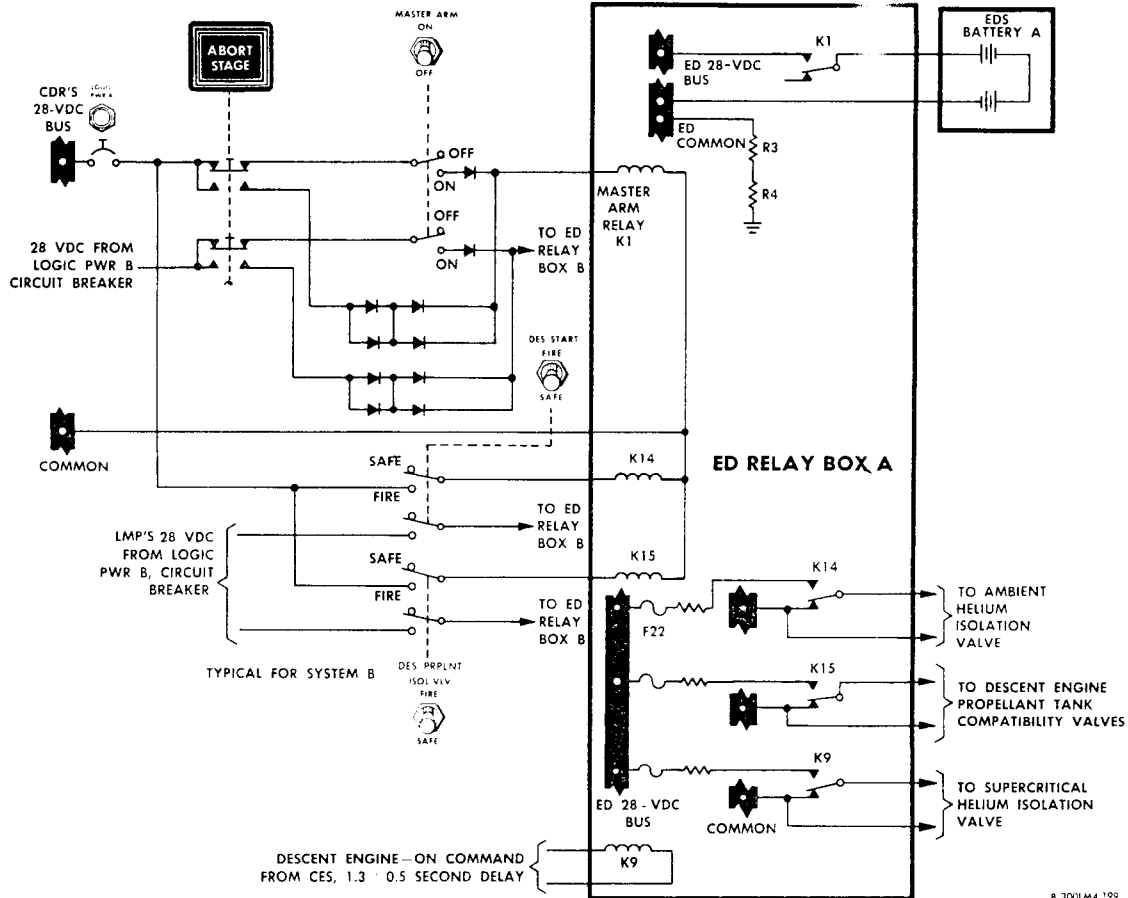 MASTER ARM
ON
OFF
ABORT
STAGE
CDR'S
28-VDC
BUS
LOGIC
PWR A
OFF
ON
OFF
ON
28 VDC FROM
LOGIC PWR B
CIRCUIT BREAKER
TO ED
RELAY
BOX B
K1
ED 28-VDC
BUS
ED
COMMON
R3
R4
EDS
BATTERY A
MASTER
ARM
RELAY
K1
DES START
FIRE
SAFE
COMMON
SAFE
FIRE
K14
ED RELAY BOX A
TO ED
RELAY
BOX B
LMP'S 28 VDC
FROM LOGIC
PWR B, CIRCUIT
BREAKER
SAFE
FIRE
K15
TO ED
RELAY
BOX B
TYPICAL FOR SYSTEM B
DES PRPLNT
ISOL VLV
FIRE
SAFE
F22
K14
TO AMBIENT
HELIUM
ISOLATION
VALVE
K15
TO DESCENT ENGINE
PROPELLANT TANK
COMPATIBILITY VALVES
K9
ED 28 - VDC
BUS
COMMON
TO SUPERCRITICAL
HELIUM ISOLATION
VALVE
DESCENT ENGINE—ON COMMAND
FROM CES, 1.3 0.5 SECOND DELAY
K9